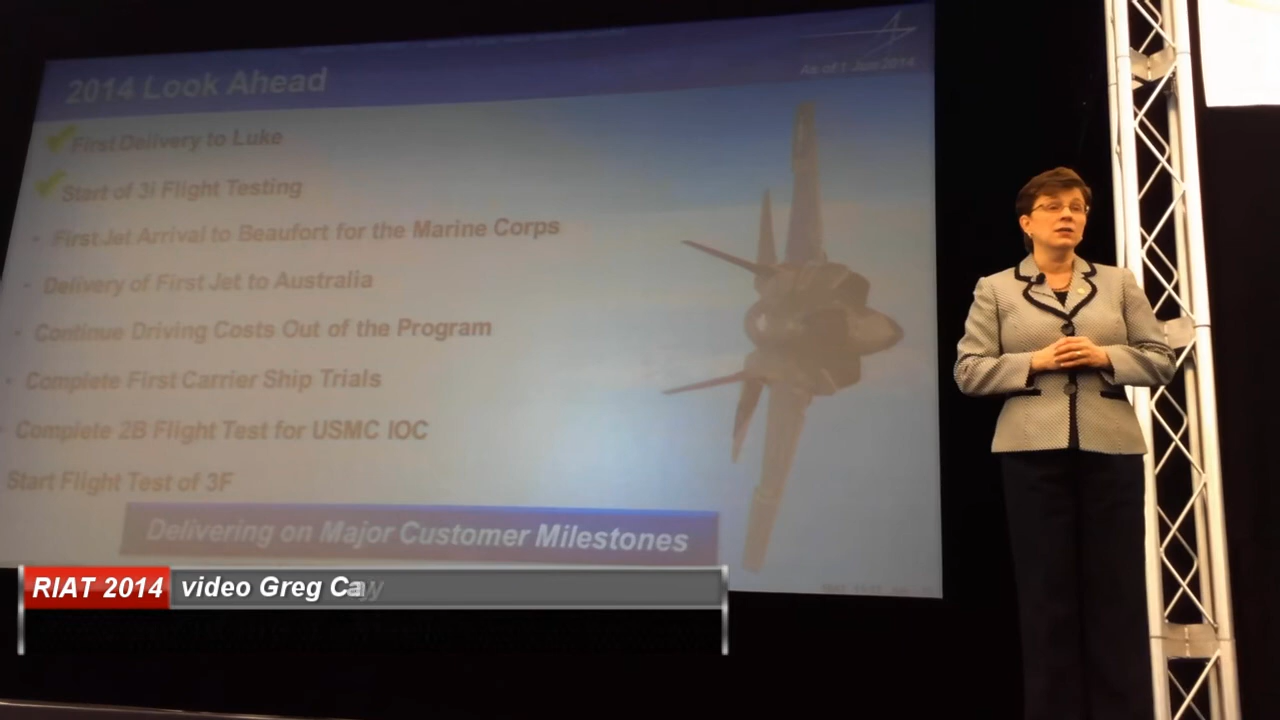 2014 Look Ahead
As of 1 Jun 2014
First Delivery to Luke
Start of 3i Flight Testing
• First Jet Arrival to Beaufort for the Marine Corps
• Delivery of First Jet to Australia
• Continue Driving Costs Out of the Program
• Complete First Carrier Ship Trials
• Complete 2B Flight Test for USMC IOC
Start Flight Test of 3F
Delivering on Major Customer Milestones
RIAT 2014 video Greg Ca